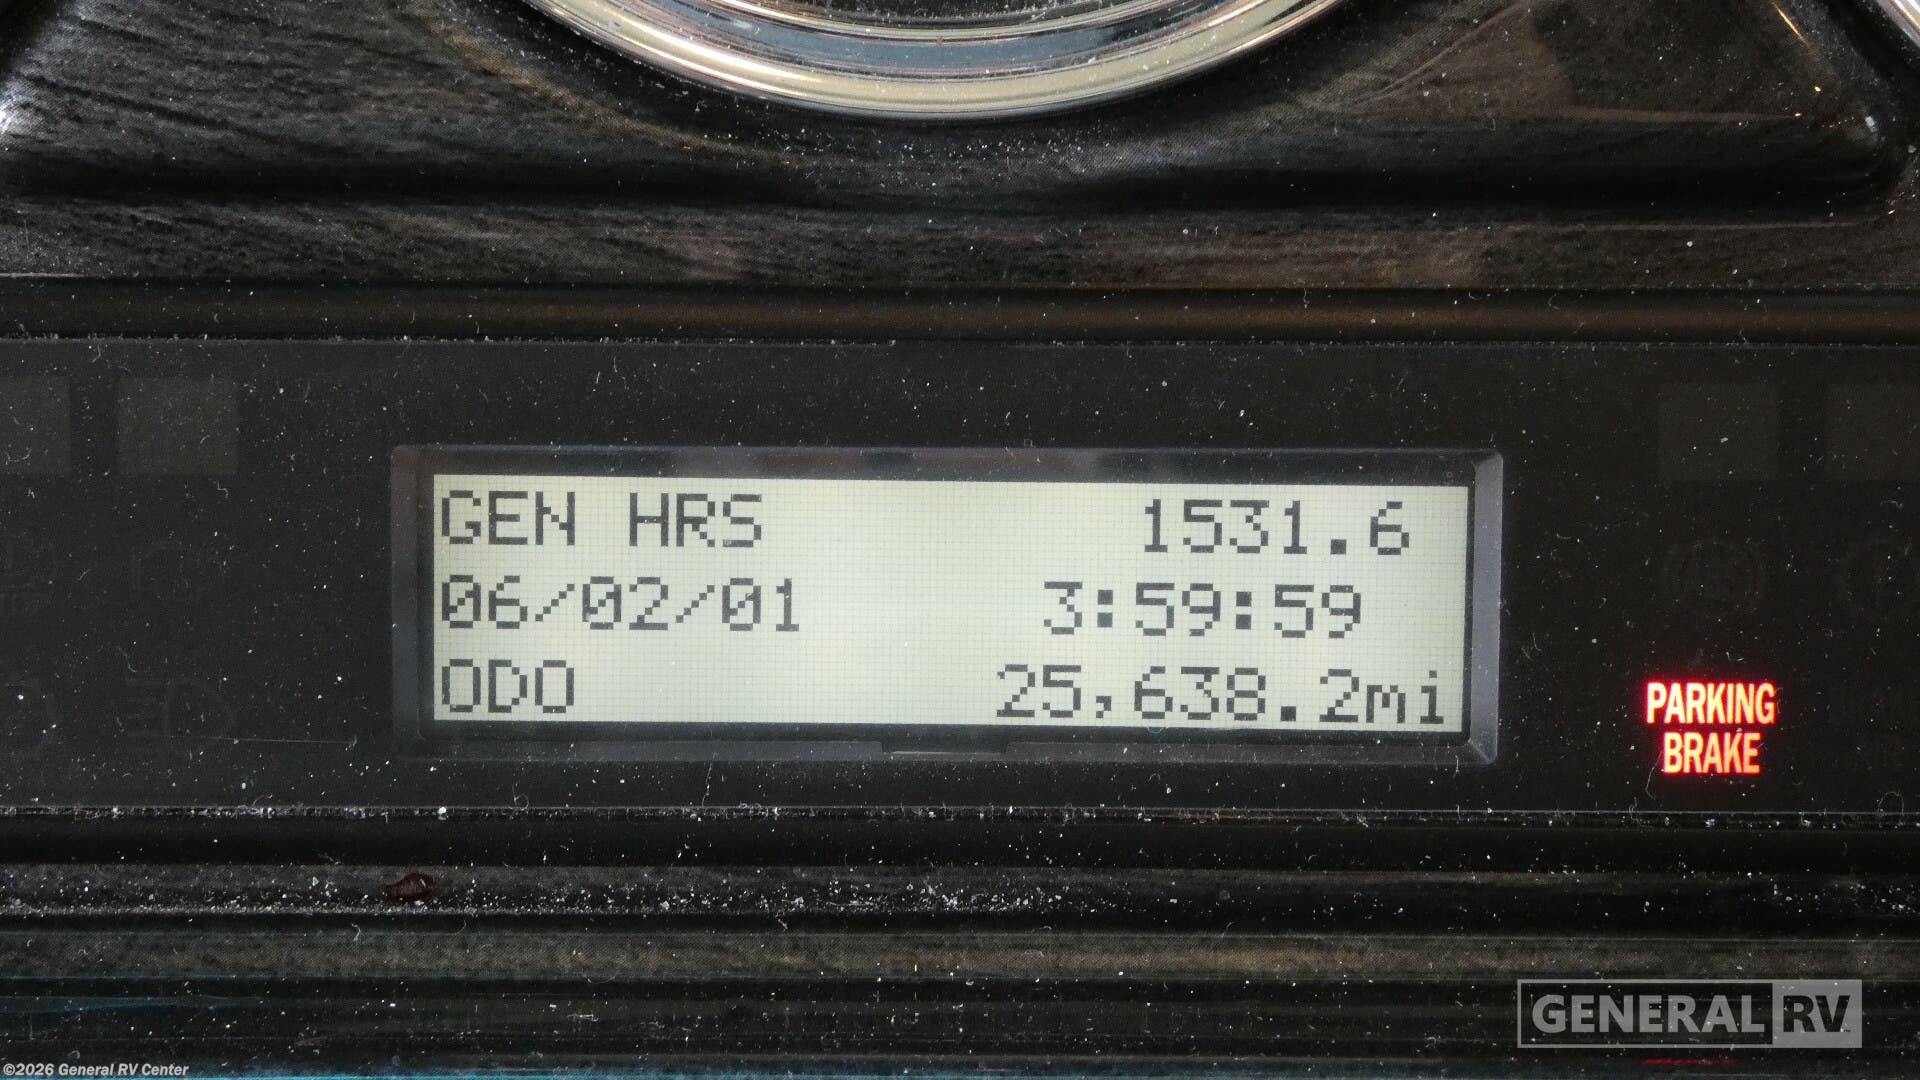 GEN HRS 1531.6
06/02/01 3:59:59
ODO 25,638.2mi
PARKING
BRAKE
GENERAL RV
©2026 General RV Center